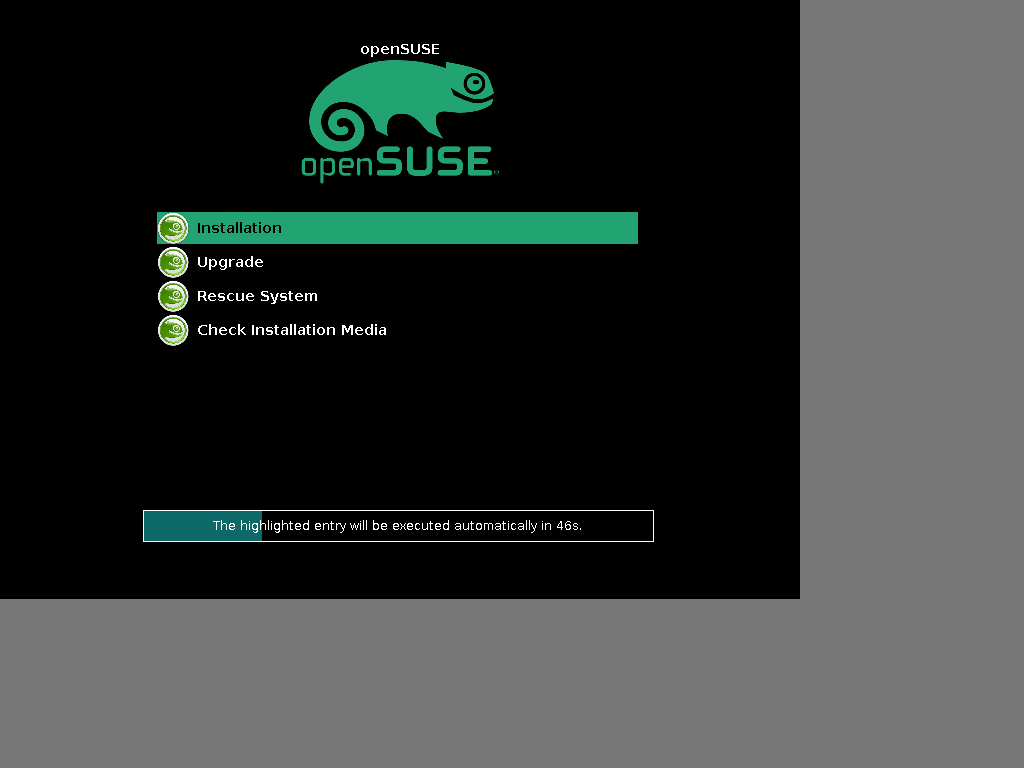 openSUSE
openSUSE
Installation
Upgrade
Rescue System
Check Installation Media
The highlighted entry will be executed automatically in 46s.